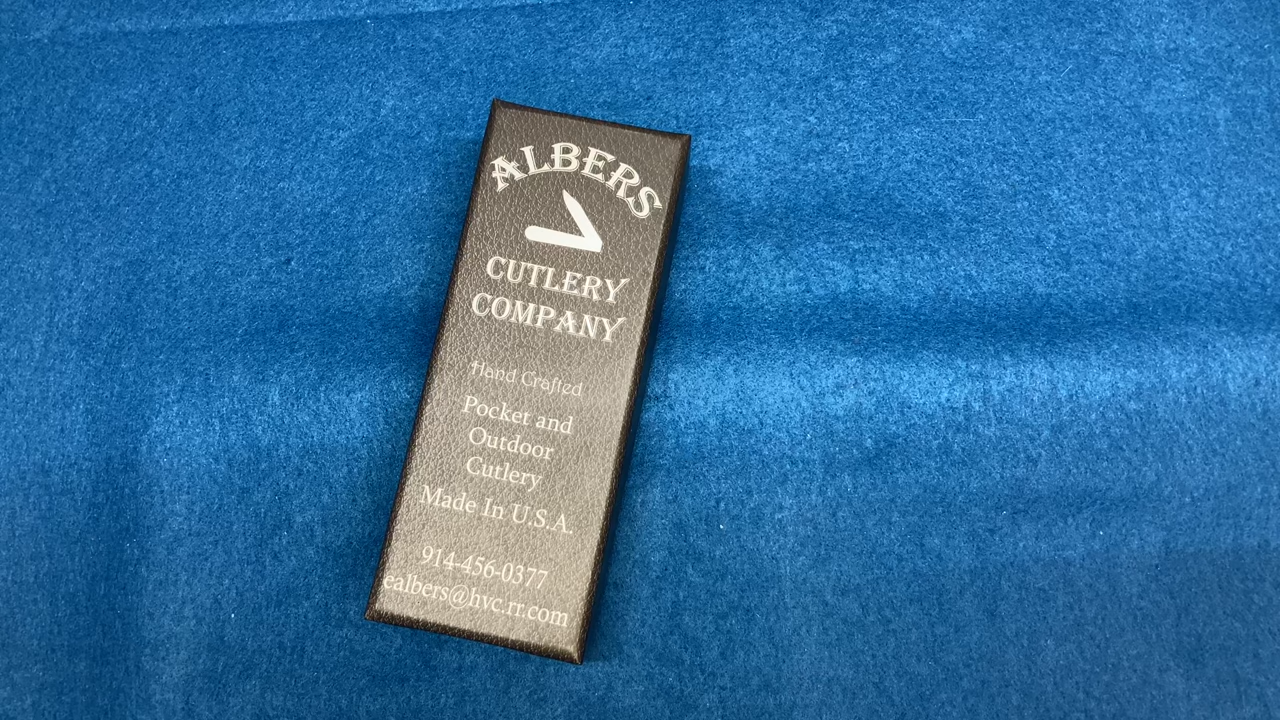 ALBERS
CUTLERY
COMPANY
Hand Crafted
Pocket and
Outdoor
Cutlery
Made In U.S.A.
914-456-0377
ealbers@hvc.rr.com